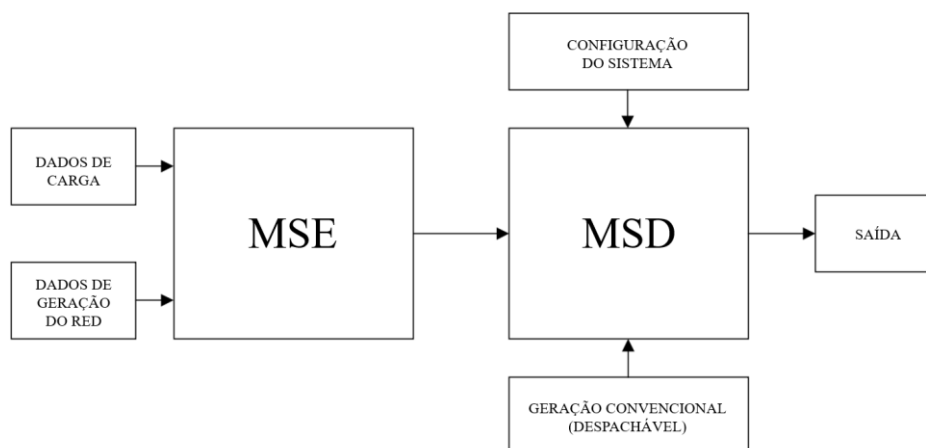 CONFIGURAÇÃO
DO SISTEMA
DADOS DE
CARGA
MSE
MSD
SAÍDA
DADOS DE
GERAÇÃO
DO RED
GERAÇÃO CONVENCIONAL
(DESPACHÁVEL)